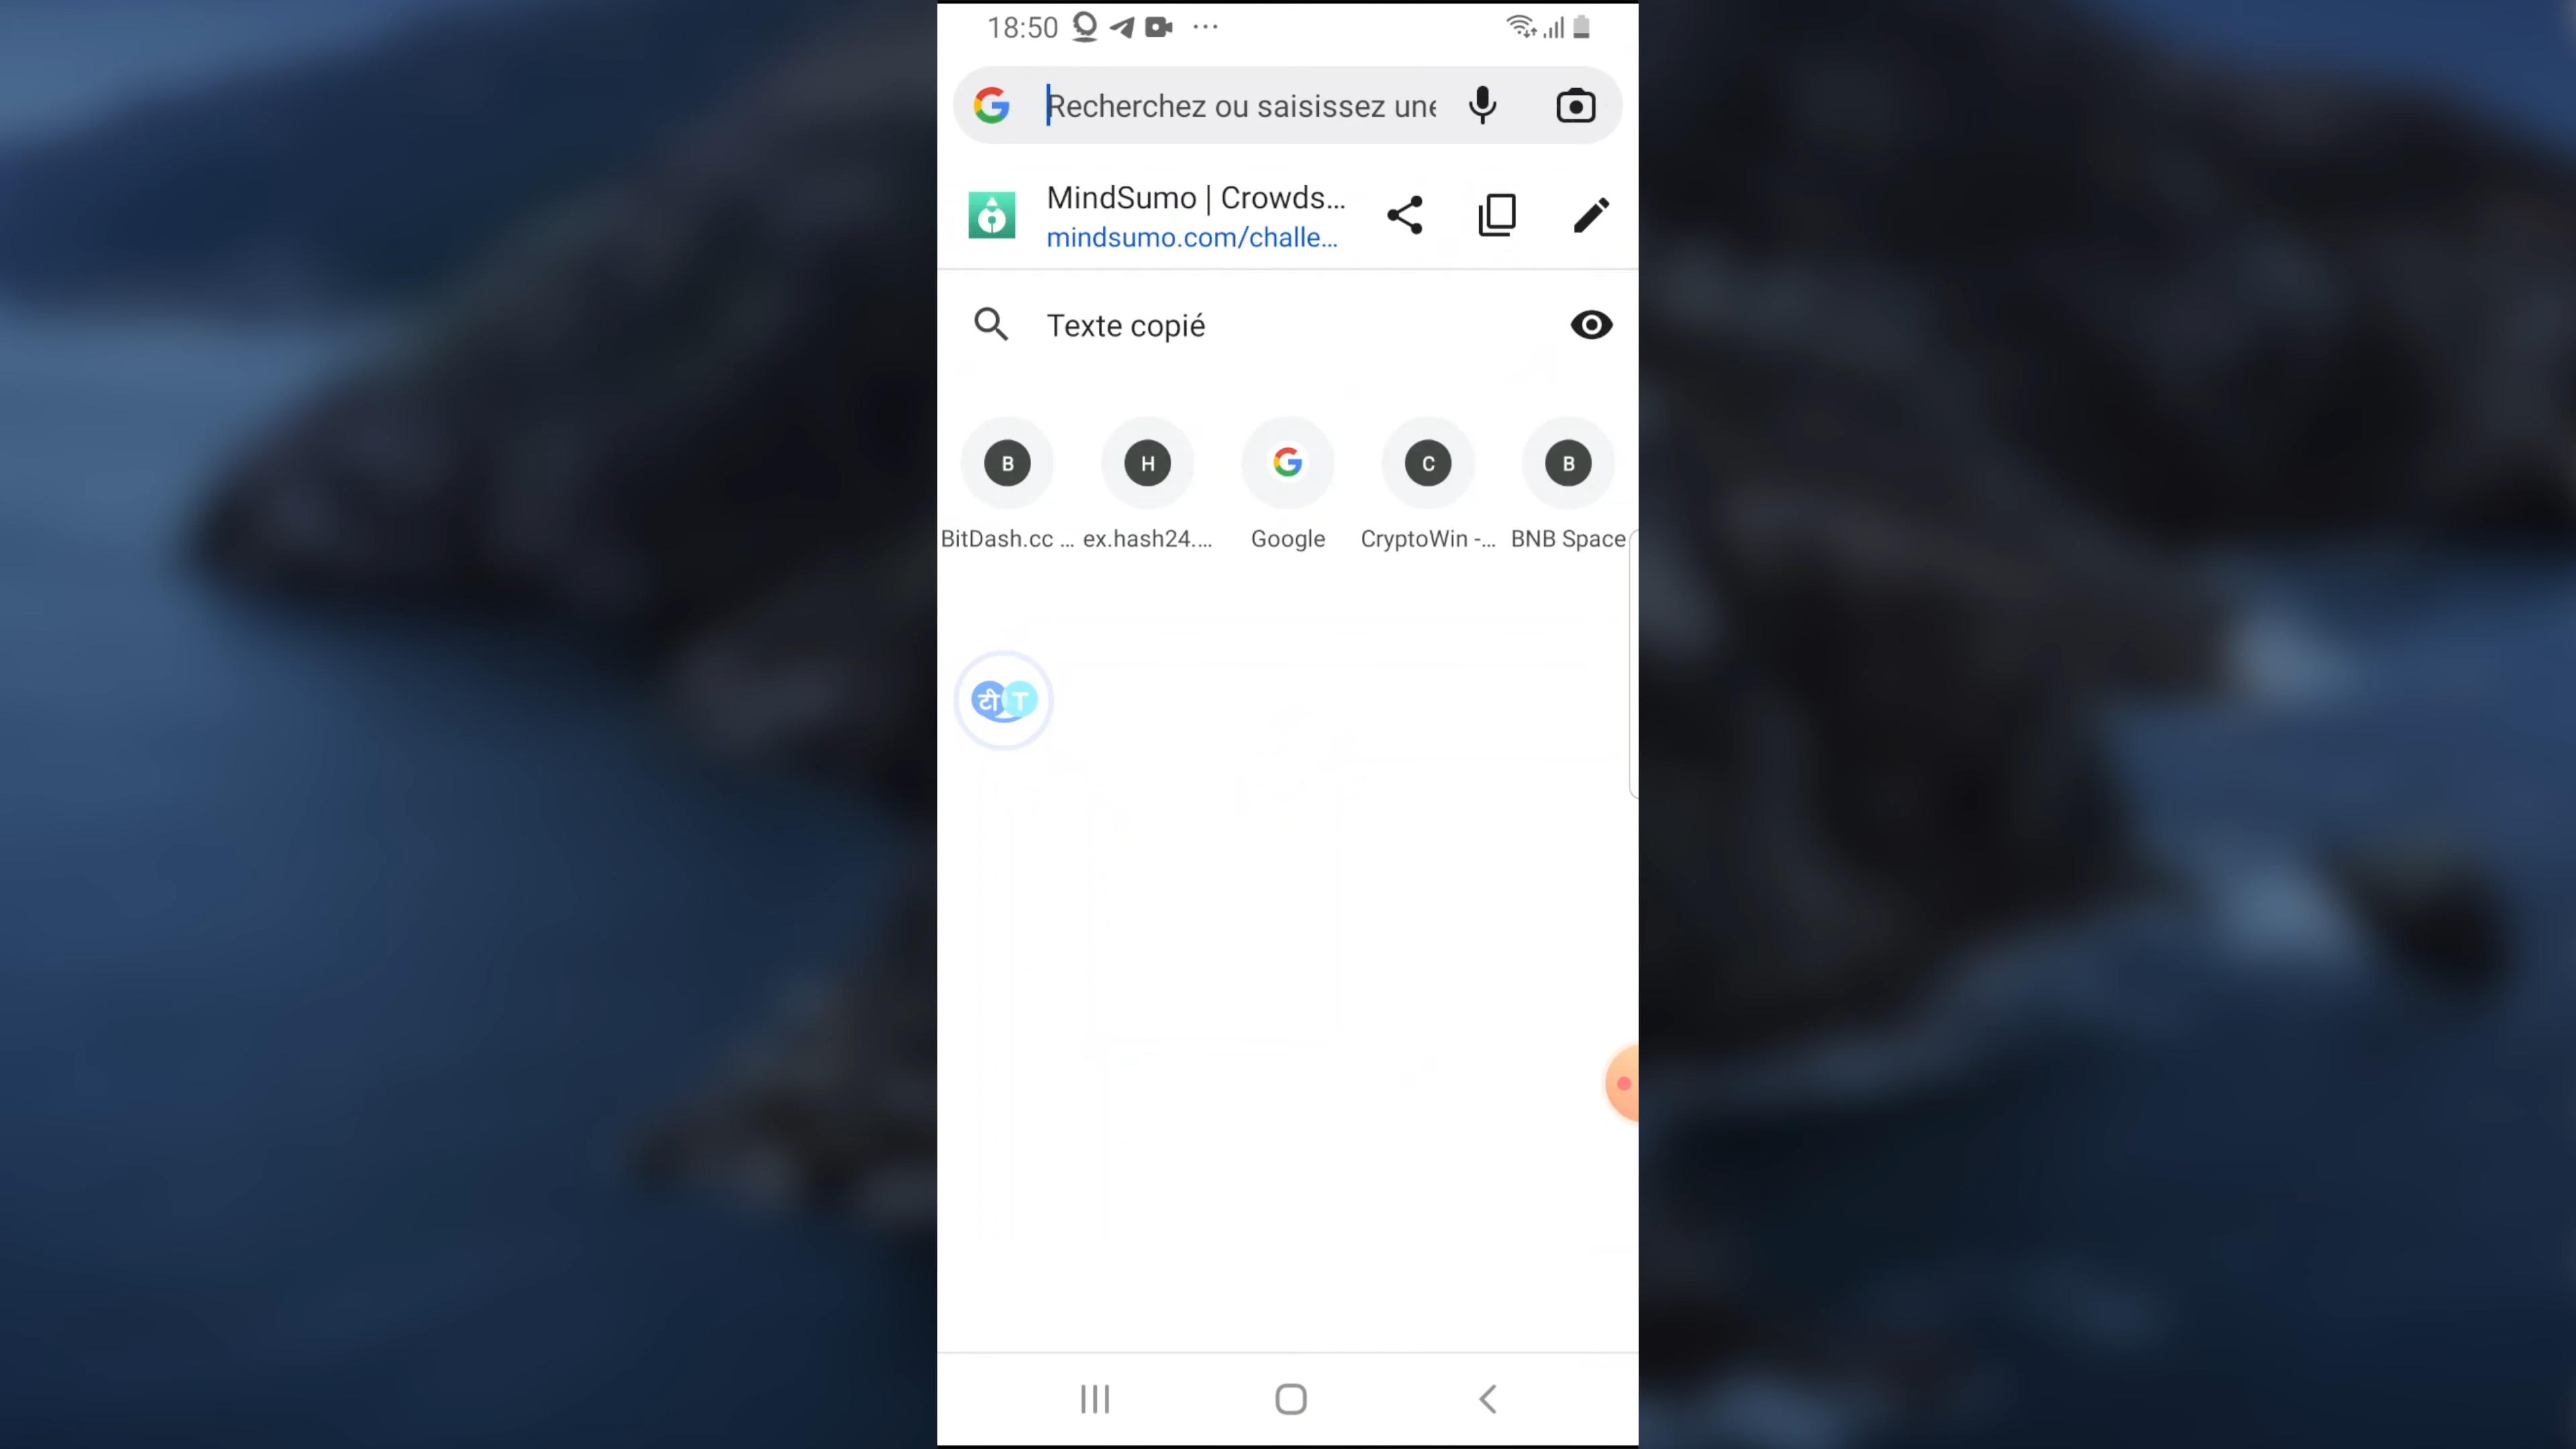 18:50
Recherchez ou saisissez une
MindSumo | Crowds...
mindsumo.com/challe...
Texte copié
B
H
C
B
BitDash.cc ...
ex.hash24....
Google
CryptoWin -...
BNB Space
टी T